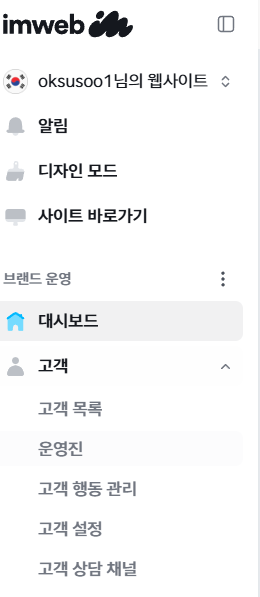 imweb im
oksusoo1님의 웹사이트
알림
디자인 모드
사이트 바로가기
브랜드 운영
대시보드
고객
고객 목록
운영진
고객 행동 관리
고객 설정
고객 상담 채널